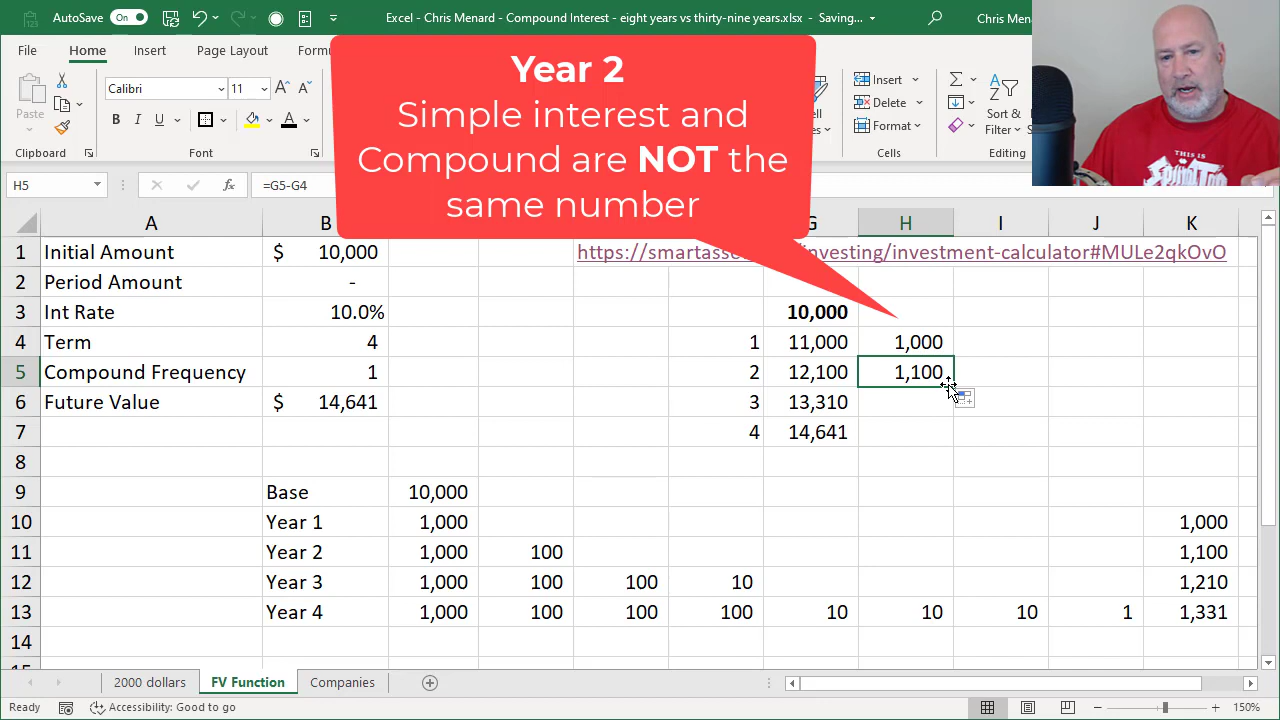 AutoSave On
Excel - Chris Menard - Compound Interest - eight years vs thirty-nine years.xlsx - Saving...
Chris Men
File Home Insert Page Layout Formu
Year 2
Simple interest and
Compound are NOT the
same number
Paste
Clipboard
Calibri 11
B I U A
Font
Insert
Delete
Format
Cells
Sort &
Filter
H5 fx =G5-G4
A B G H I J K
1 Initial Amount $ 10,000 https://smartasse investing/investment-calculator#MULe2qkOvO
2 Period Amount -
3 Int Rate 10.0% 10,000
4 Term 4 1 11,000 1,000
5 Compound Frequency 1 2 12,100 1,100
6 Future Value $ 14,641 3 13,310
7 4 14,641
8
9 Base 10,000
10 Year 1 1,000 1,000
11 Year 2 1,000 100 1,100
12 Year 3 1,000 100 100 10 1,210
13 Year 4 1,000 100 100 100 10 10 10 1 1,331
14
15
2000 dollars FV Function Companies
Ready Accessibility: Good to go 150%
THIS IS